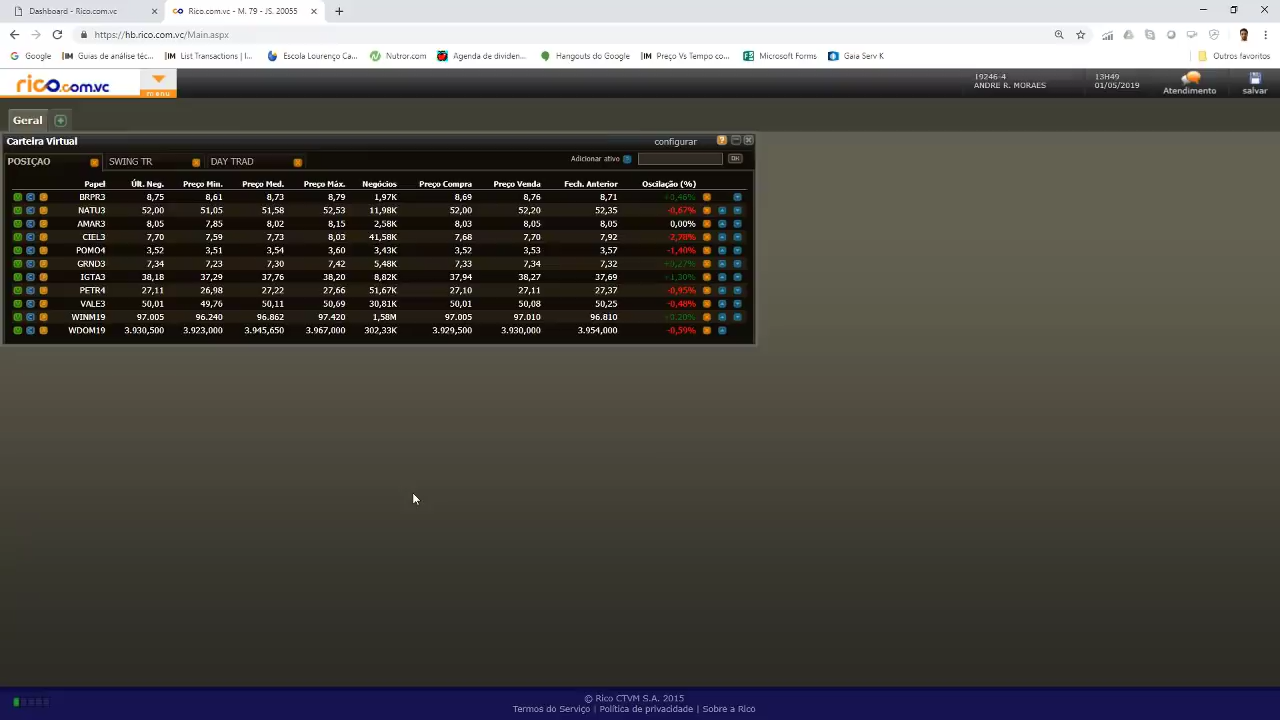 Dashboard - Rico.com.vc
Rico.com.vc - M. 79 - JS. 20055
https://hb.rico.com.vc/Main.aspx
Google
Guias de análise téc...
List Transactions | I...
Escola Lourenço Ca...
Nutror.com
Agenda de dividen...
Hangouts do Google
Preço Vs Tempo co...
Microsoft Forms
Gaia Serv K
Outros favoritos
rico.com.vc
menu
19246-4
ANDRE R. MORAES
13H49
01/05/2019
Atendimento
salvar
Geral
Carteira Virtual
configurar
POSIÇAO
SWING TR
DAY TRAD
Adicionar ativo
OK
Papel Últ. Neg. Preço Min. Preço Med. Preço Máx. Negócios Preço Compra Preço Venda Fech. Anterior Oscilação (%)
BRPR3 8,75 8,61 8,73 8,79 1,97K 8,69 8,76 8,71 +0,46%
NATU3 52,00 51,05 51,58 52,53 11,98K 52,00 52,20 52,35 -0,67%
AMAR3 8,05 7,85 8,02 8,15 2,58K 8,03 8,05 8,05 0,00%
CIEL3 7,70 7,59 7,73 8,03 41,58K 7,68 7,70 7,92 -2,78%
POMO4 3,52 3,51 3,54 3,60 3,43K 3,52 3,53 3,57 -1,40%
GRND3 7,34 7,23 7,30 7,42 5,48K 7,33 7,34 7,32 +0,27%
IGTA3 38,18 37,29 37,76 38,20 8,82K 37,94 38,27 37,69 +1,30%
PETR4 27,11 26,98 27,22 27,66 51,67K 27,10 27,11 27,37 -0,95%
VALE3 50,01 49,76 50,11 50,69 30,81K 50,01 50,08 50,25 -0,48%
WINM19 97.005 96.240 96.862 97.420 1,58M 97.005 97.010 96.810 +0,20%
WDOM19 3.930,500 3.923,000 3.945,650 3.967,000 302,33K 3.929,500 3.930,000 3.954,000 -0,59%
© Rico CTVM S.A. 2015
Termos do Serviço | Política de privacidade | Sobre a Rico